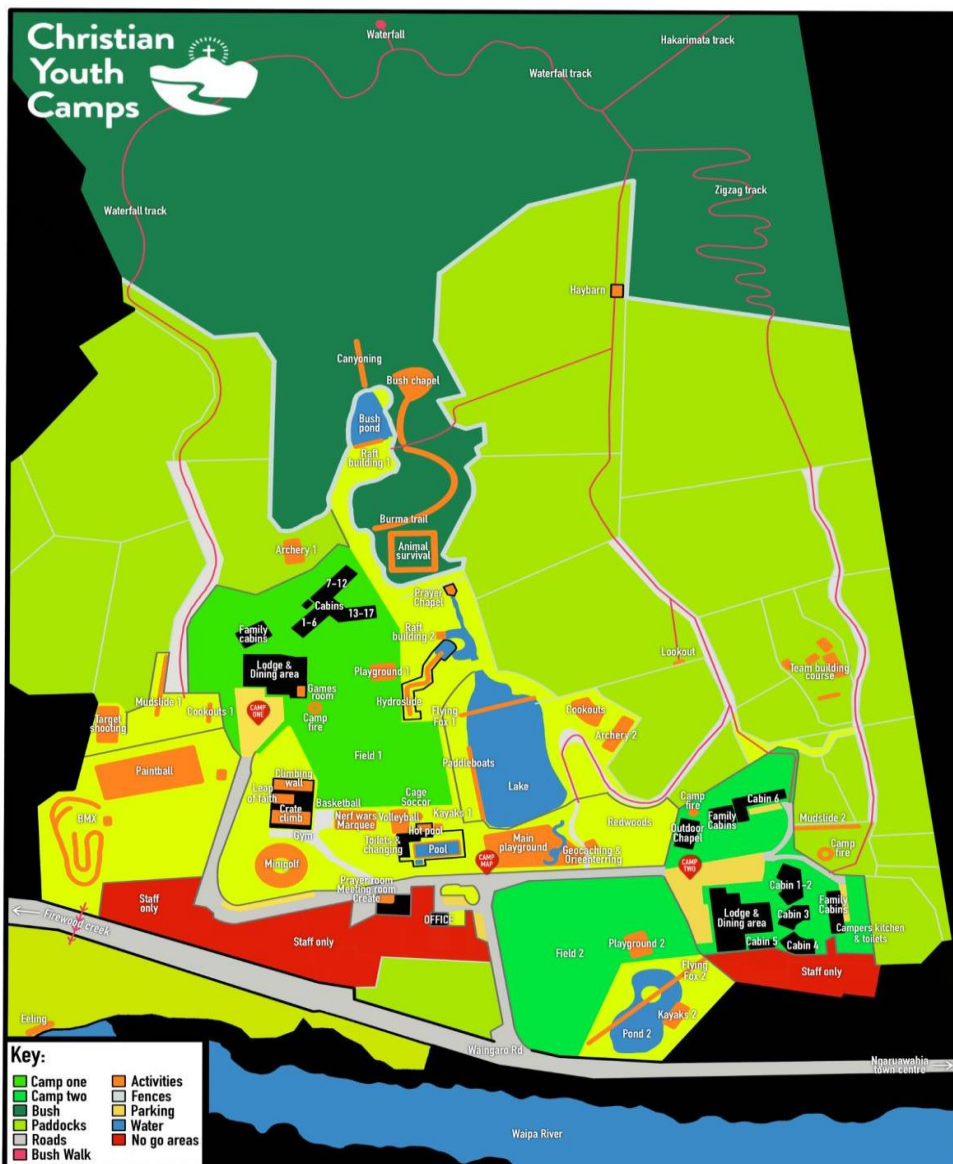 Christian
Youth
Camps
Waterfall
Hakarimata track
Waterfall track
Waterfall track
Zigzag track
Haybarn
Canyoning
Bush chapel
Bush
pond
Raft
building 1
Burma trail
Archery 1
Animal
survival
7-12
Cabins
1-6
13-17
Prayer
Chapel
Family
cabins
Raft
building 2
Lookout
Lodge &
Dining area
Playground 1
Team building
course
Games
room
Hydroslide
Mudslide 1
Cookouts 1
CAMP
ONE
Camp
fire
Flying
Fox 1
Cookouts
Archery 2
Target
shooting
Field 1
Paddleboats
Lake
Paintball
Climbing
wall
Leap
of faith
Crate
climb
Basketball
Cage
Soccor
Nerf wars
Marquee
Volleyball
Kayaks 1
Hot pool
Toilets &
changing
Pool
Gym
BMX
Minigolf
Main
playground
CAMP
MAP
Redwoods
Geocaching &
Orieenterring
Camp
fire
Family
Cabins
Cabin 6
Outdoor
Chapel
Mudslide 2
Camp
fire
CAMP
TWO
Prayer room
Meeting room
Create
OFFICE
Staff
only
Staff only
Firewood creek
Cabin 1-2
Lodge &
Dining area
Cabin 3
Family
Cabins
Cabin 5
Cabin 4
Campers kitchen
& toilets
Staff only
Field 2
Playground 2
Flying
Fox 2
Kayaks 2
Pond 2
Eeling
Waingaro Rd
Ngaruawahia
town centre
Waipa River
Key:
Camp one
Camp two
Bush
Paddocks
Roads
Bush Walk
Activities
Fences
Parking
Water
No go areas